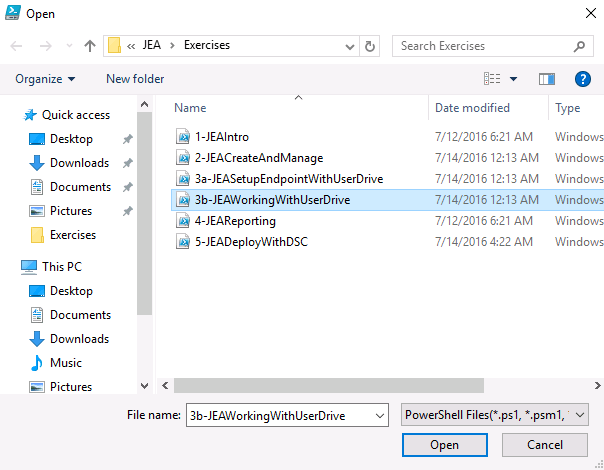 Open
« JEA > Exercises
Search Exercises
Organize
New folder
?
Name Date modified Type
Quick access
Desktop
Downloads
Documents
Pictures
Exercises
This PC
Desktop
Documents
Downloads
Music
Pictures
1-JEAIntro 7/12/2016 6:21 AM Windows
2-JEACreateAndManage 7/14/2016 12:13 AM Windows
3a-JEASetupEndpointWithUserDrive 7/14/2016 12:13 AM Windows
3b-JEAWorkingWithUserDrive 7/14/2016 12:13 AM Windows
4-JEAReporting 7/12/2016 6:21 AM Windows
5-JEADeployWithDSC 7/14/2016 4:22 AM Windows
File name: 3b-JEAWorkingWithUserDrive
PowerShell Files(*.ps1, *.psm1,
Open
Cancel